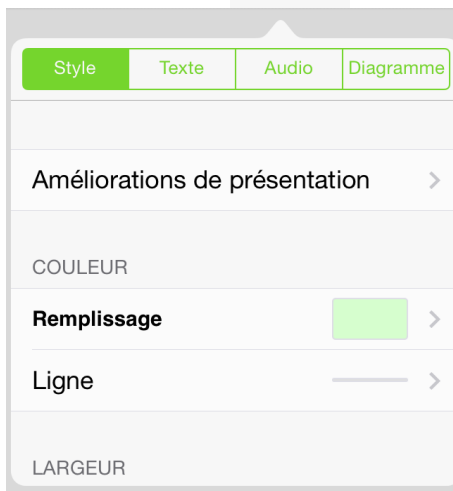 Style
Texte
Audio
Diagramme
Améliorations de présentation
COULEUR
Remplissage
Ligne
LARGEUR